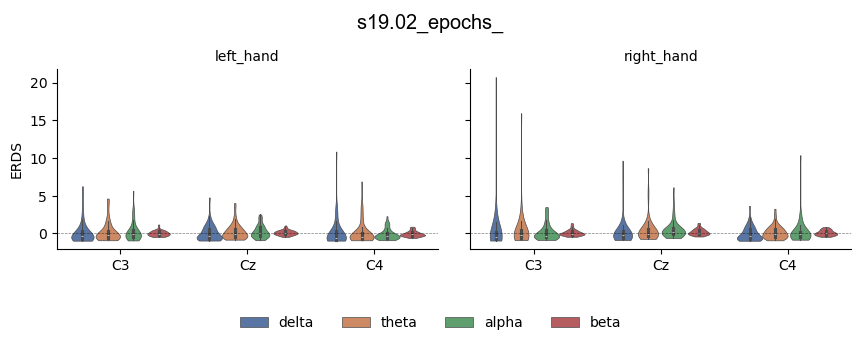 s19.02_epochs_
left_hand
right_hand
ERDS
20
15
10
5
0
C3
Cz
C4
C3
Cz
C4
delta
theta
alpha
beta